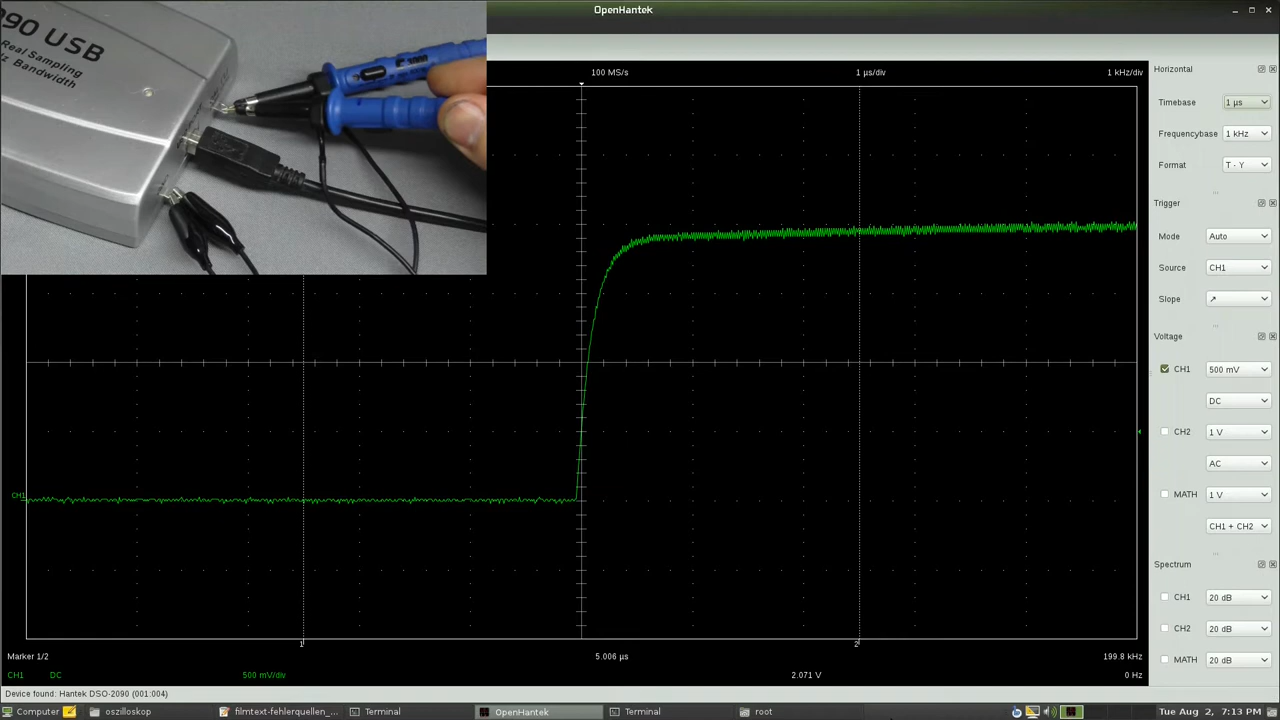 OpenHantek
090 USB
Real Sampling
Hz Bandwidth
100 MS/s
1 µs/div
1 kHz/div
Horizontal
Timebase
1 µs
Frequencybase
1 kHz
Format
T - Y
Trigger
Mode
Auto
Source
CH1
Slope
↗
Voltage
CH1
500 mV
DC
CH2
1 V
AC
MATH
1 V
CH1 + CH2
Spectrum
CH1
20 dB
CH2
20 dB
MATH
20 dB
CH1
1
2
Marker 1/2
5.006 µs
199.8 kHz
CH1
DC
500 mV/div
2.071 V
0 Hz
Device found: Hantek DSO-2090 (001:004)
Computer
oszilloskop
filmtext-fehlerquellen_...
Terminal
OpenHantek
Terminal
root
Tue Aug 2, 7:13 PM